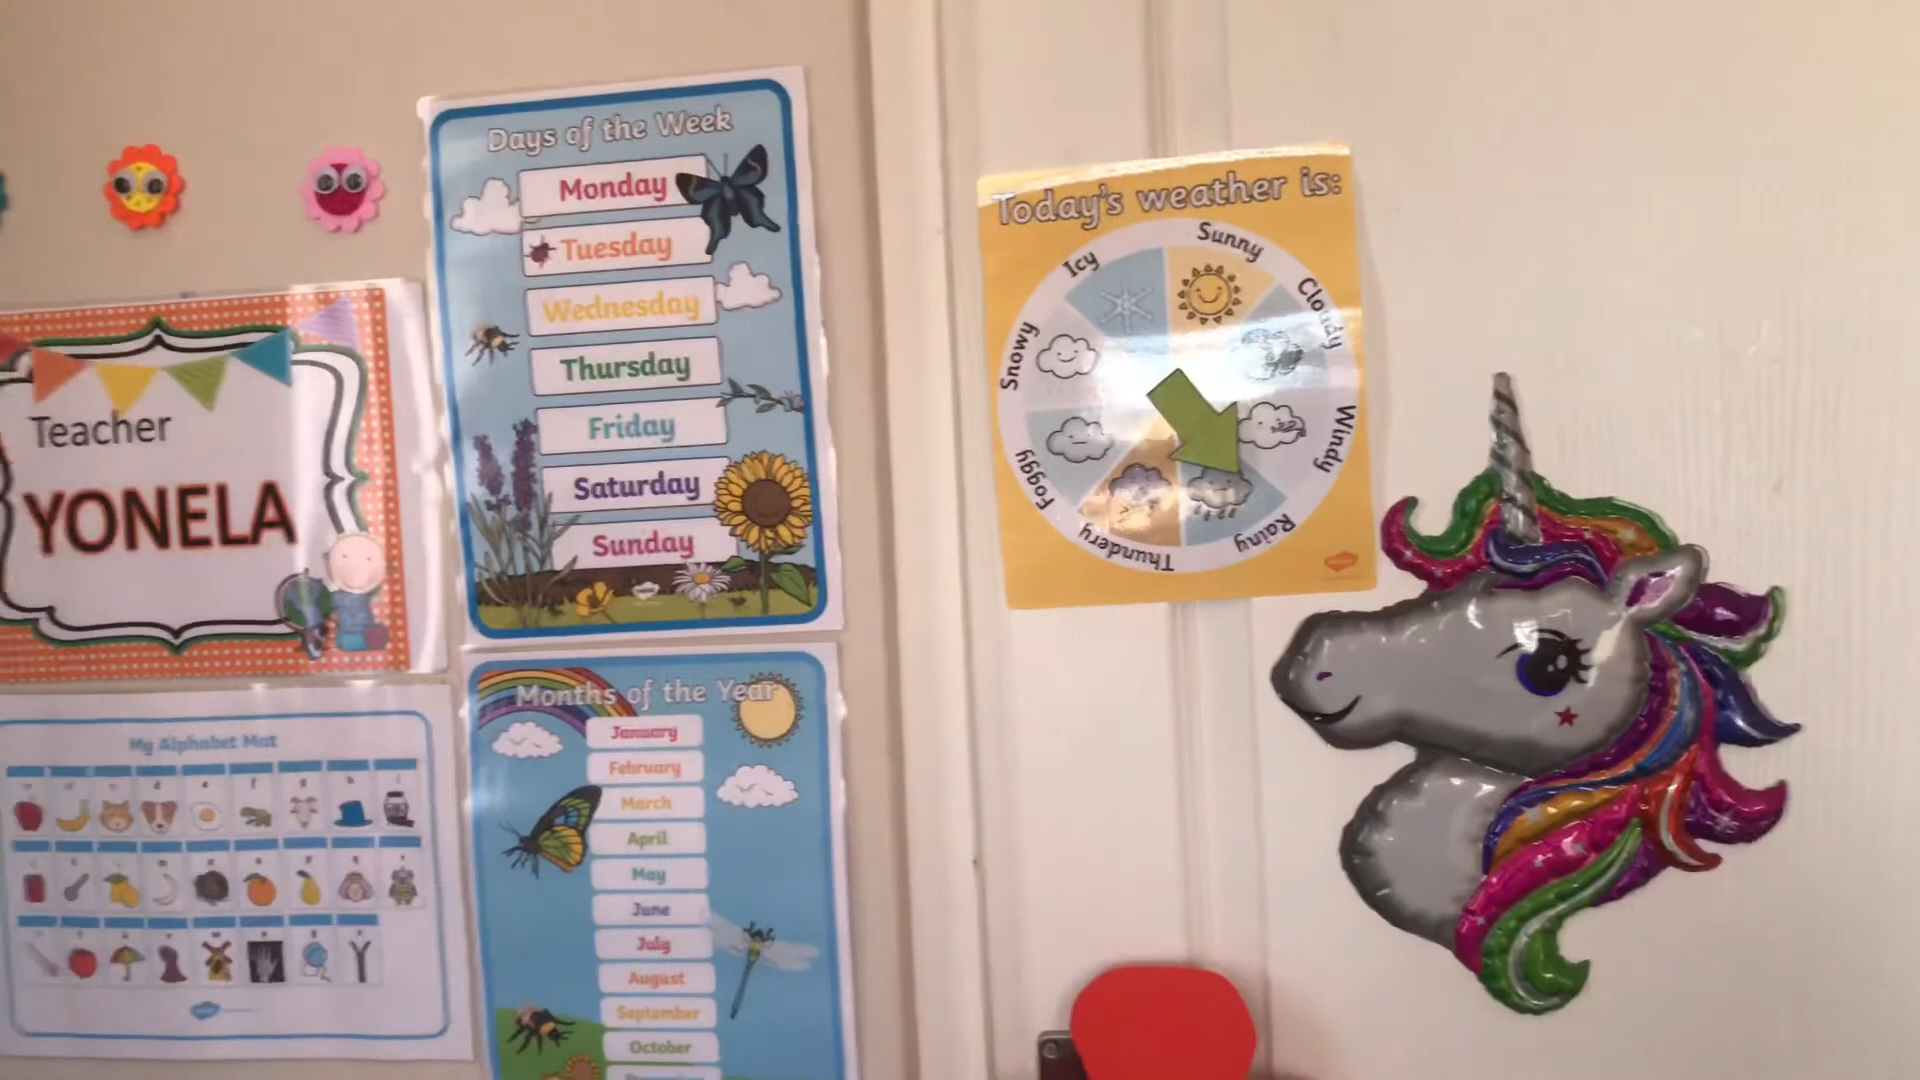 Days of the Week
Monday
Tuesday
Wednesday
Thursday
Friday
Saturday
Sunday
Teacher
YONELA
My Alphabet Mat
Months of the Year
January
February
March
April
May
June
July
August
September
October
Today's weather is:
Sunny
Cloudy
Windy
Rainy
Thundery
Foggy
Snowy
Icy